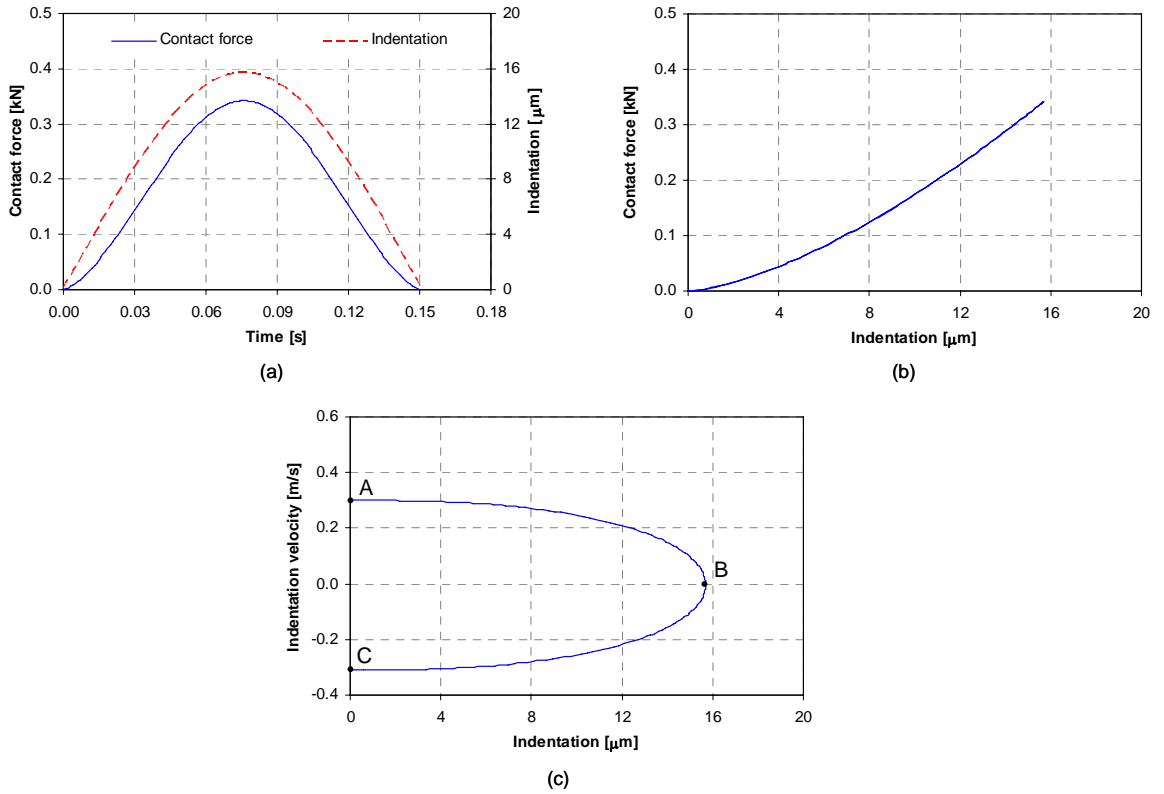 0.5
0.4
0.3
0.2
0.1
0.0
Contact force [kN]
Contact force
Indentation
20
16
12
8
4
0
Indentation [μm]
0.00 0.03 0.06 0.09 0.12 0.15 0.18
Time [s]
(a)
0.5
0.4
0.3
0.2
0.1
0.0
Contact force [kN]
0 4 8 12 16 20
Indentation [μm]
(b)
0.6
0.4
0.2
0.0
-0.2
-0.4
Indentation velocity [m/s]
A
B
C
0 4 8 12 16 20
Indentation [μm]
(c)